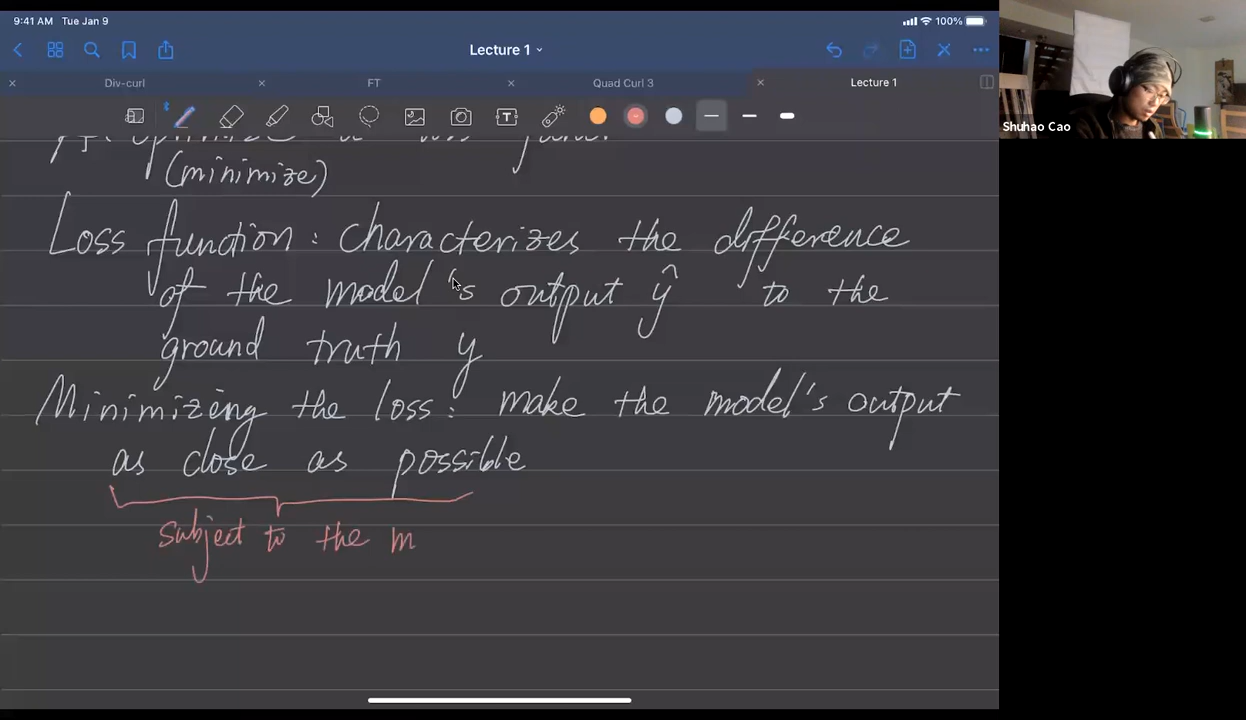 9:41 AM Tue Jan 9
100%
Lecture 1
Div-curl
FT
Quad Curl 3
Lecture 1
Shuhao Cao
optimize a loss
(minimize)
Loss function: characterizes the difference
of the model's output ŷ to the
ground truth y
Minimizing the loss: make the model's output
as close as possible
subject to the m